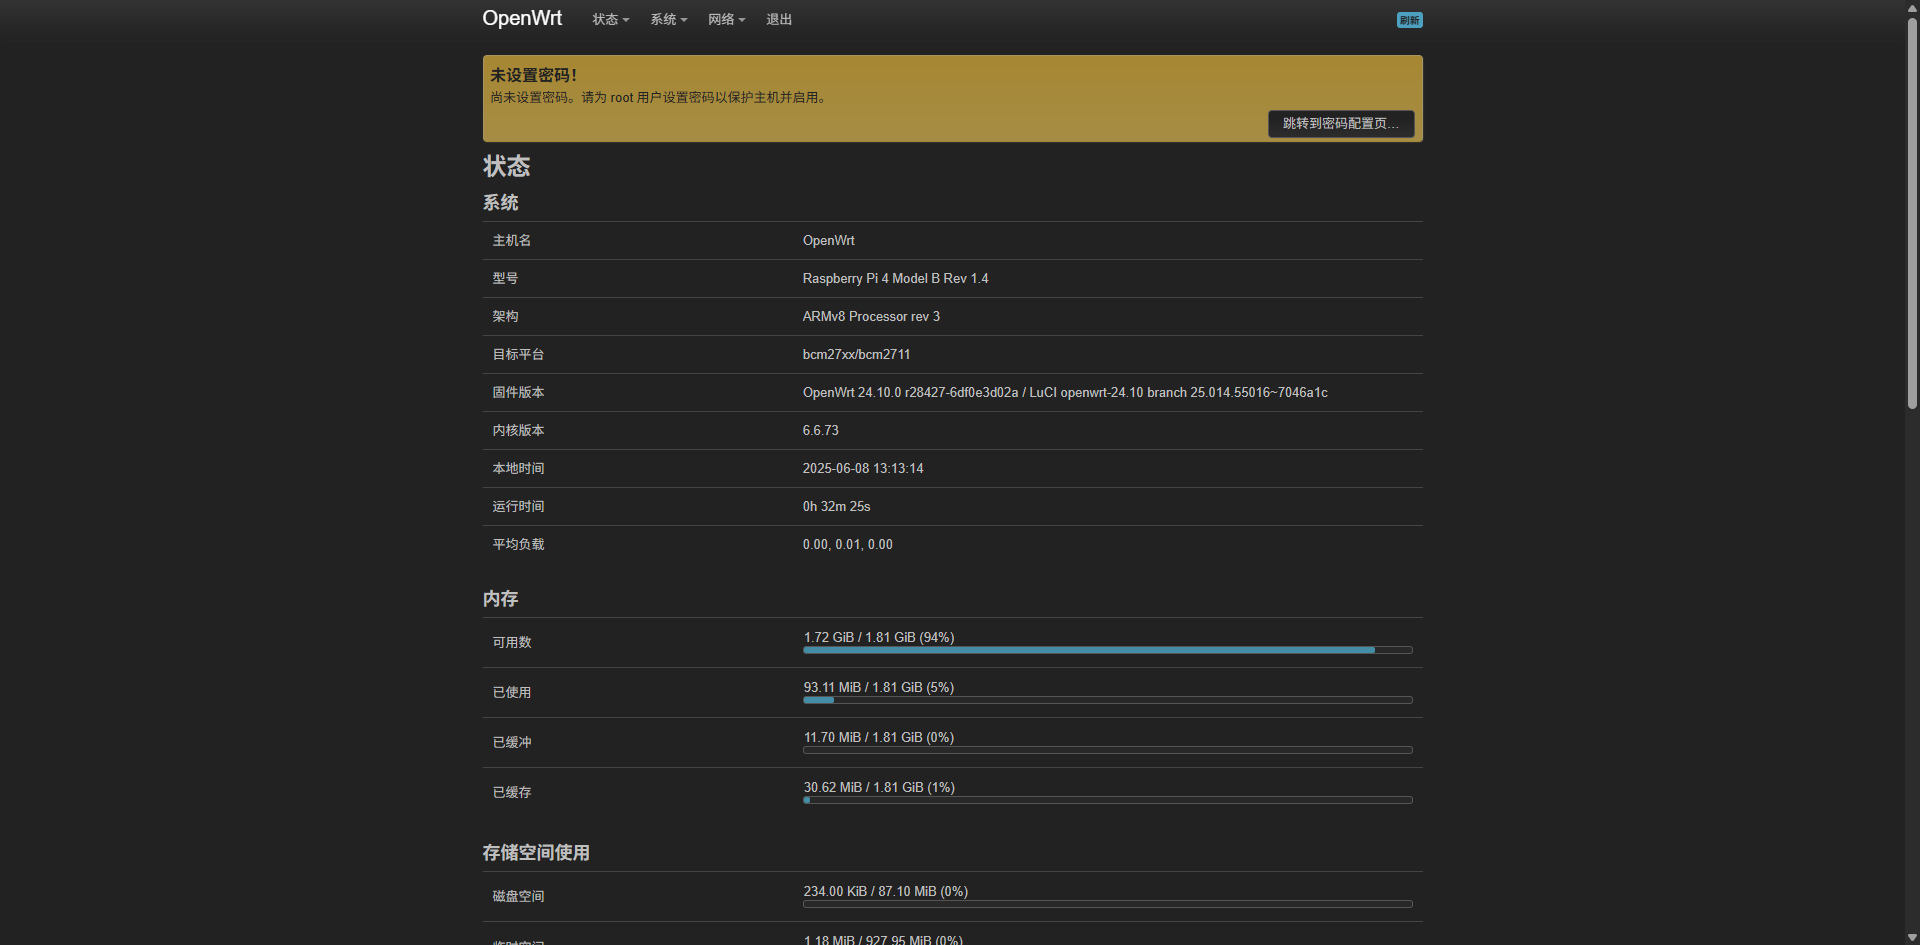 OpenWrt 状态 系统 网络 退出 刷新
未设置密码！
尚未设置密码。请为 root 用户设置密码以保护主机并启用。
跳转到密码配置页…
状态
系统
主机名 OpenWrt
型号 Raspberry Pi 4 Model B Rev 1.4
架构 ARMv8 Processor rev 3
目标平台 bcm27xx/bcm2711
固件版本 OpenWrt 24.10.0 r28427-6df0e3d02a / LuCI openwrt-24.10 branch 25.014.55016~7046a1c
内核版本 6.6.73
本地时间 2025-06-08 13:13:14
运行时间 0h 32m 25s
平均负载 0.00, 0.01, 0.00
内存
可用数 1.72 GiB / 1.81 GiB (94%)
已使用 93.11 MiB / 1.81 GiB (5%)
已缓冲 11.70 MiB / 1.81 GiB (0%)
已缓存 30.62 MiB / 1.81 GiB (1%)
存储空间使用
磁盘空间 234.00 KiB / 87.10 MiB (0%)
临时空间 1.18 MiB / 927.95 MiB (0%)